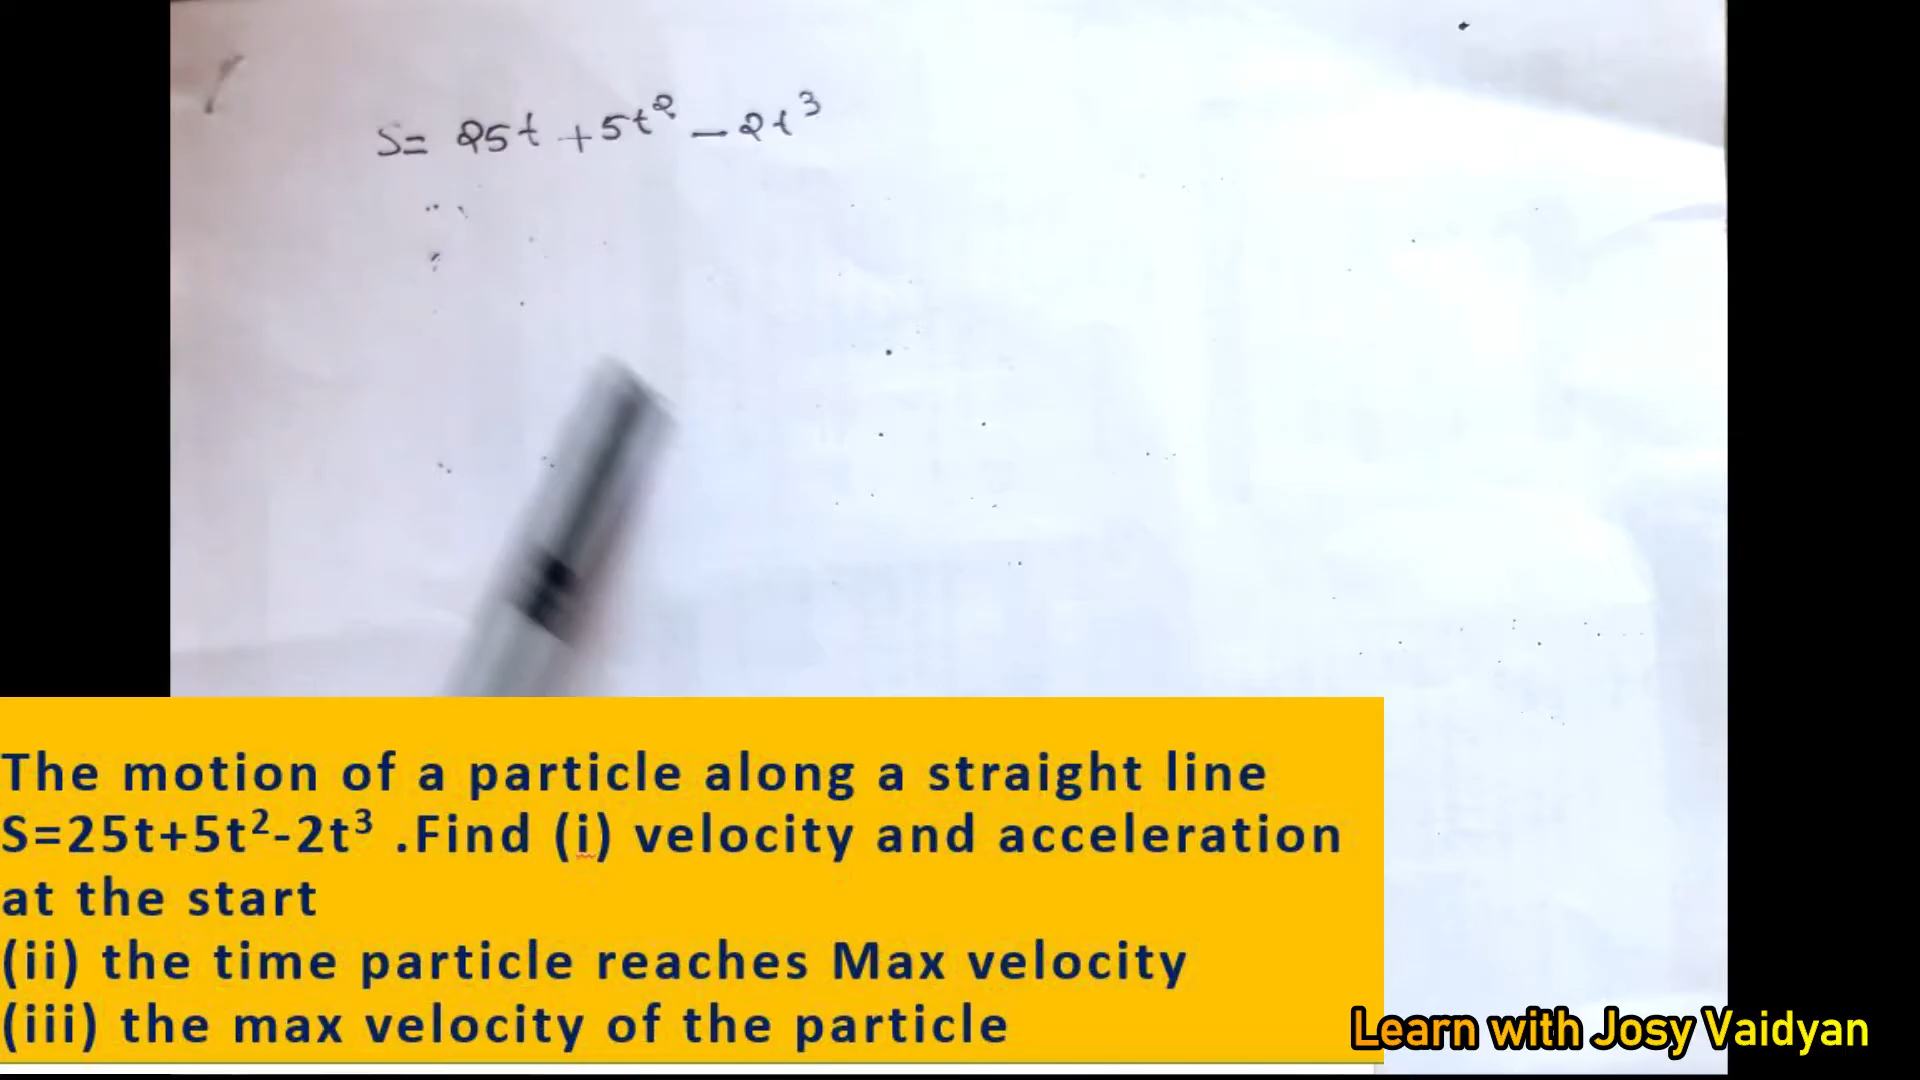 S= 25t +5t² - 2t³
The motion of a particle along a straight line
S=25t+5t²-2t³ .Find (i) velocity and acceleration
at the start
(ii) the time particle reaches Max velocity
(iii) the max velocity of the particle
Learn with Josy Vaidyan